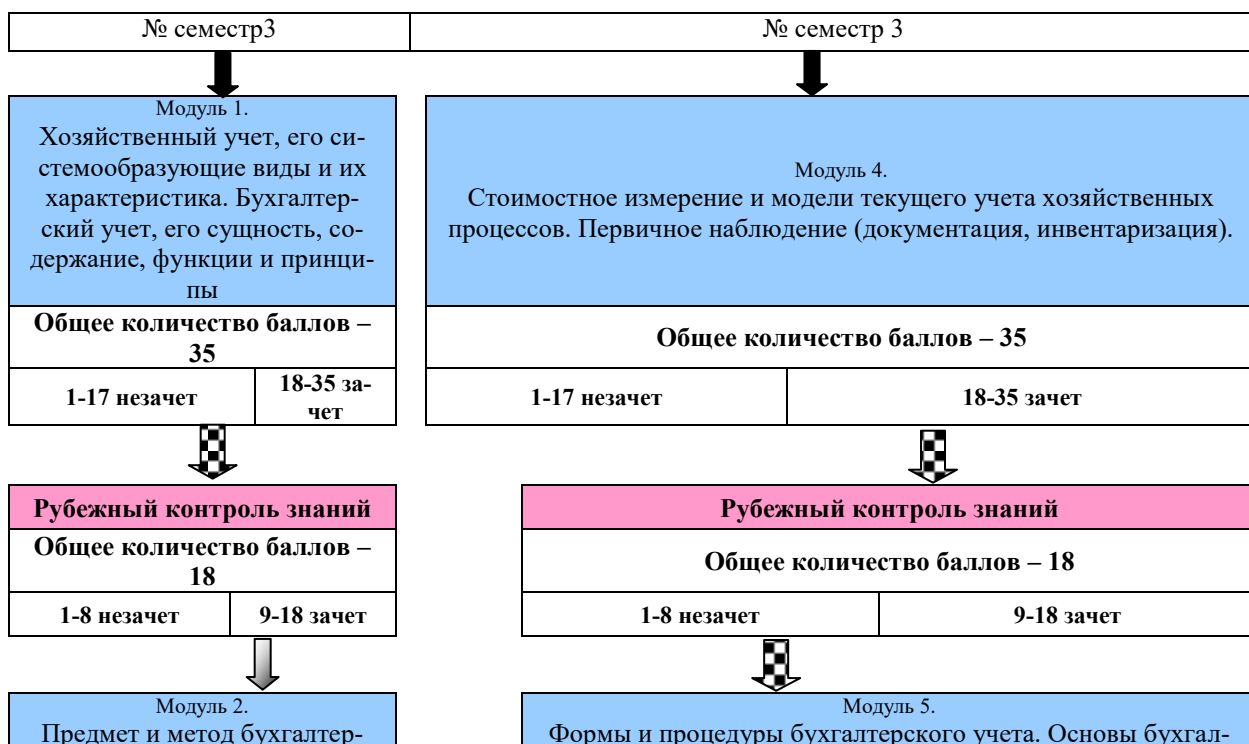 № семестр3
№ семестр 3
Модуль 1.
Хозяйственный учет, его си-
стемообразующие виды и их
характеристика. Бухгалтер-
ский учет, его сущность, со-
держание, функции и принци-
пы
Общее количество баллов –
35
1-17 незачет
18-35 за-
чет
Рубежный контроль знаний
Общее количество баллов –
18
1-8 незачет
9-18 зачет
Модуль 2.
Предмет и метод бухгалтер-
Модуль 4.
Стоимостное измерение и модели текущего учета хозяйственных
процессов. Первичное наблюдение (документация, инвентаризация).
Общее количество баллов – 35
1-17 незачет
18-35 зачет
Рубежный контроль знаний
Общее количество баллов – 18
1-8 незачет
9-18 зачет
Модуль 5.
Формы и процедуры бухгалтерского учета. Основы бухгал-